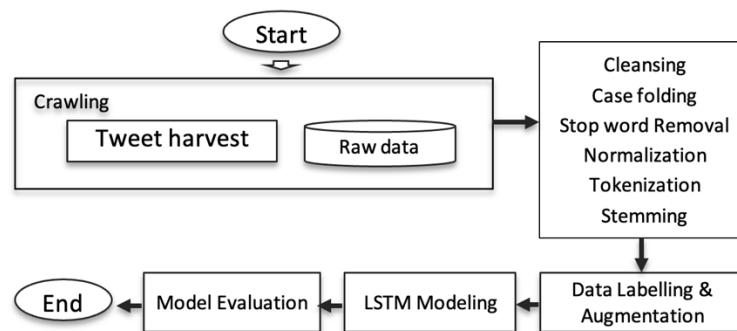 Start
Crawling
Tweet harvest
Raw data
Cleansing
Case folding
Stop word Removal
Normalization
Tokenization
Stemming
Data Labelling &
Augmentation
LSTM Modeling
Model Evaluation
End